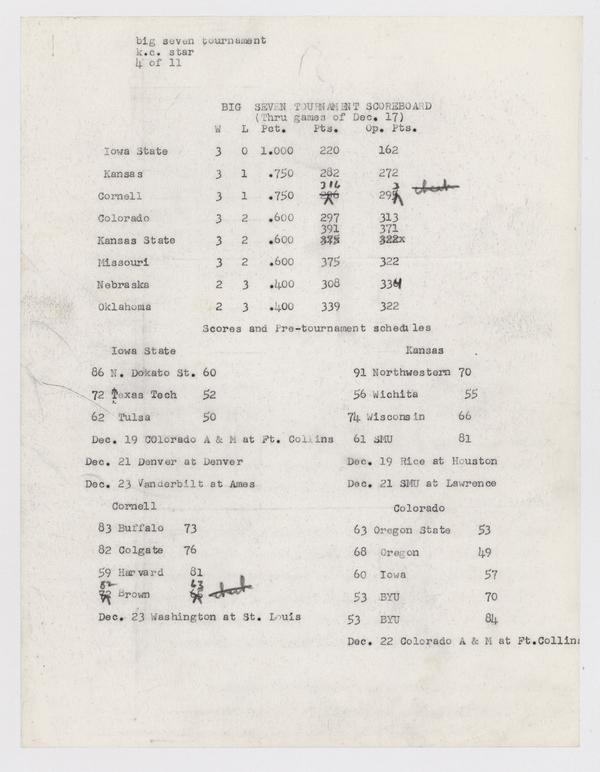 big seven tournament
k.c. star
4 of 11
BIG SEVEN TOURNAMENT SCOREBOARD
(Thru games of Dec. 17)
W L Pct. Pts. Op. Pts.
Iowa State 3 0 1.000 220 162
Kansas 3 1 .750 282 272
316 3
Cornell 3 1 .750 296 295 check
Colorado 3 2 .600 297 313
391 371
Kansas State 3 2 .600 375 322x
Missouri 3 2 .600 375 322
Nebraska 2 3 .400 308 334
Oklahoma 2 3 .400 339 322
Scores and Pre-tournament schedules
Iowa State
86 N. Dokato St. 60
72 Texas Tech 52
62 Tulsa 50
Dec. 19 COlorado A & M at Ft. Collins
Dec. 21 Denver at Denver
Dec. 23 Vanderbilt at Ames
Kansas
91 Northwestern 70
56 Wichita 55
74 Wisconsin 66
61 SMU 81
Dec. 19 Rice at Houston
Dec. 21 SMU at Lawrence
Cornell
83 Buffalo 73
82 Colgate 76
59 Harvard 81
82 63
Brown check
Dec. 23 Washington at St. Louis
Colorado
63 Oregon State 53
68 Oregon 49
60 Iowa 57
53 BYU 70
53 BYU 84
Dec. 22 Colorado A & M at Ft.Collins